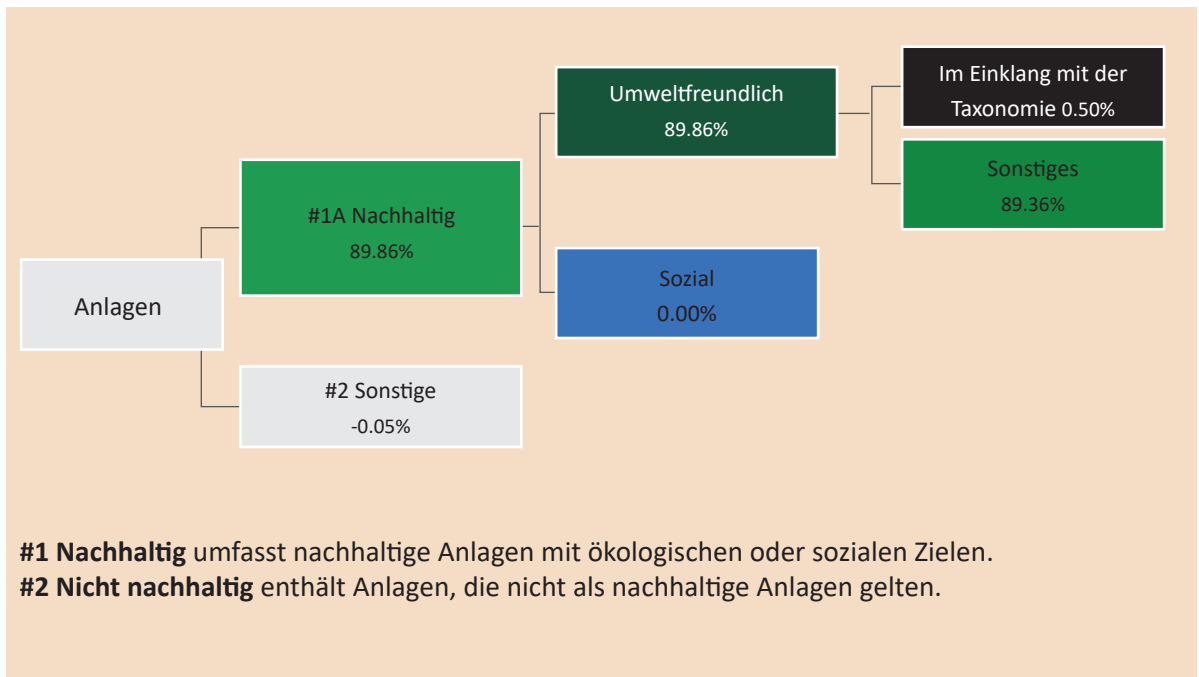 Im Einklang mit der
Taxonomie 0.50%
Umweltfreundlich
89.86%
Sonstiges
89.36%
#1A Nachhaltig
89.86%
Sozial
0.00%
Anlagen
#2 Sonstige
-0.05%
#1 Nachhaltig umfasst nachhaltige Anlagen mit ökologischen oder sozialen Zielen.
#2 Nicht nachhaltig enthält Anlagen, die nicht als nachhaltige Anlagen gelten.